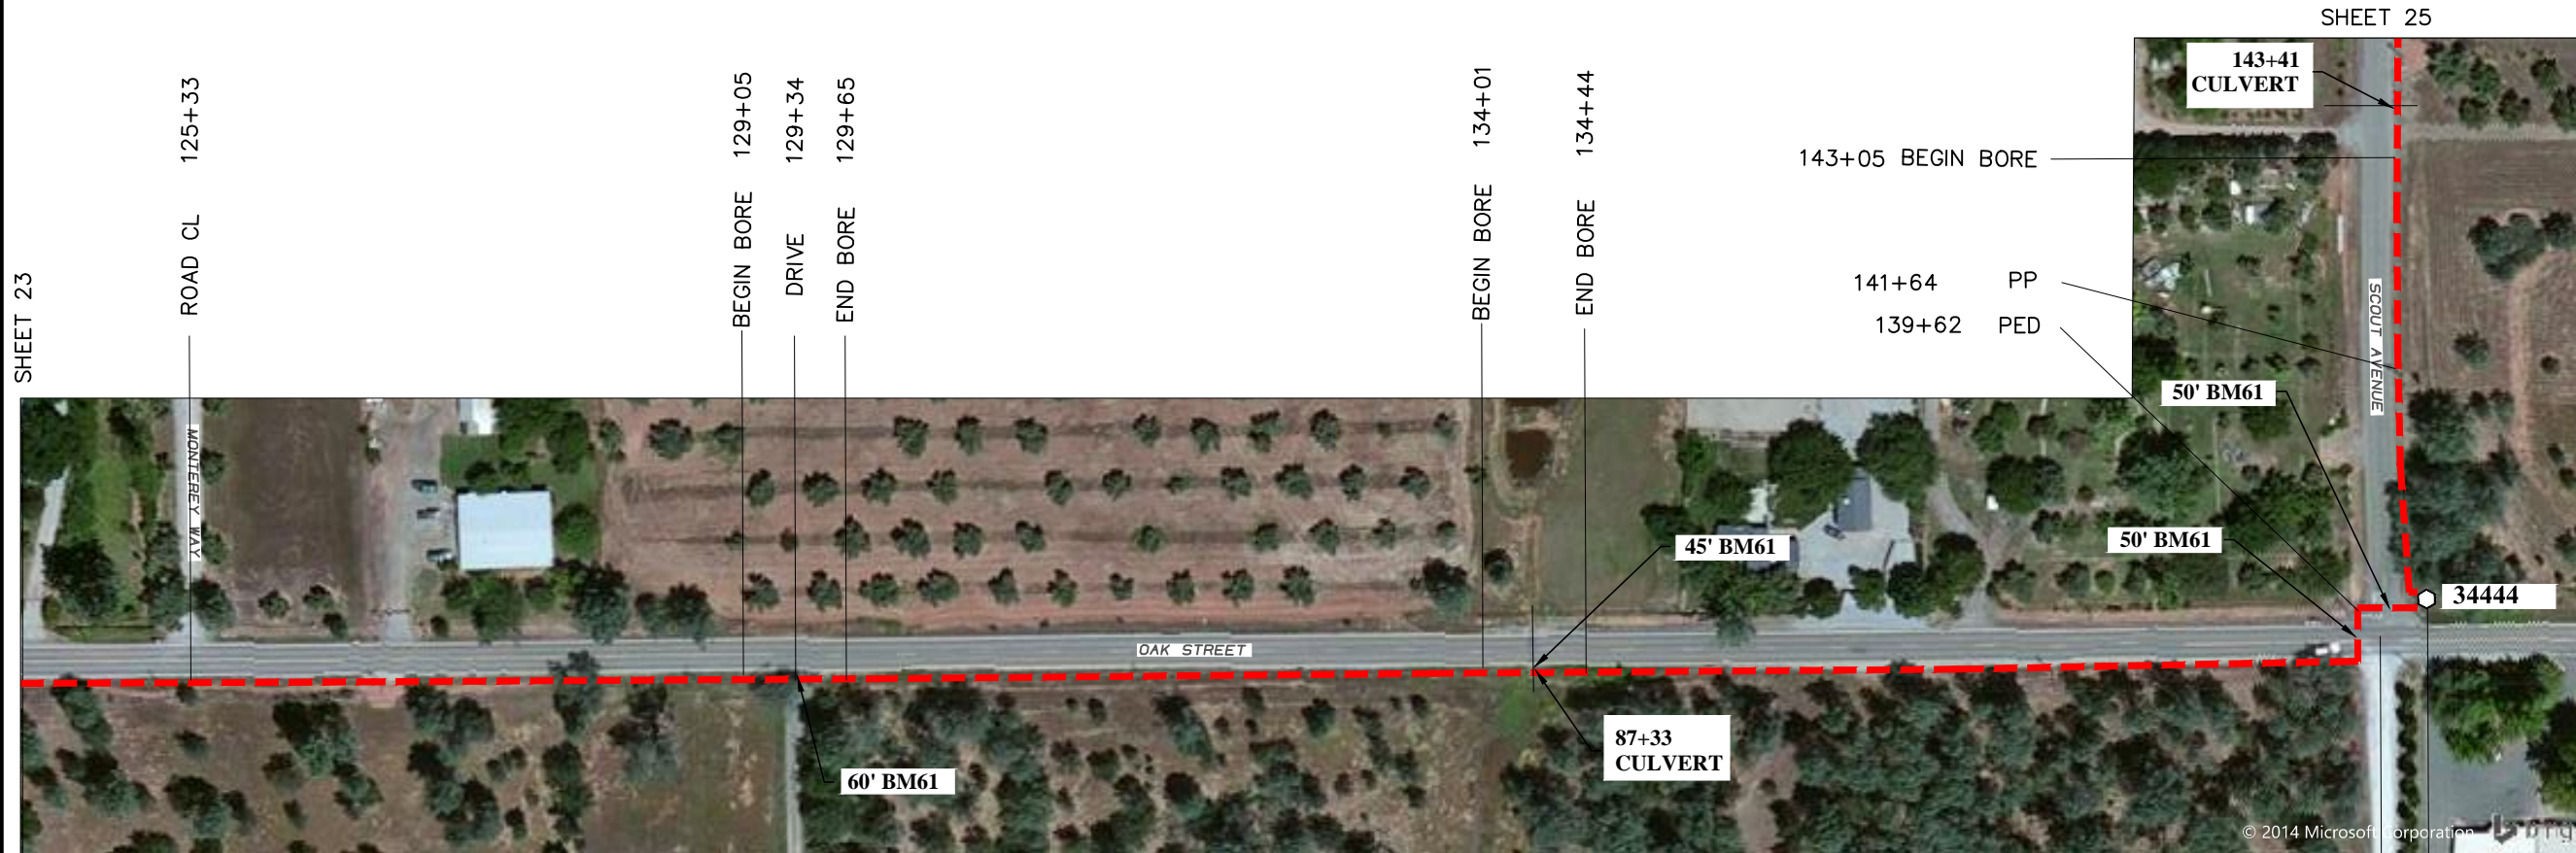 SHEET 25
143+41
CULVERT
ROAD CL 125+33
BEGIN BORE 129+05
DRIVE 129+34
END BORE 129+65
BEGIN BORE 134+01
END BORE 134+44
143+05 BEGIN BORE
141+64 PP
139+62 PED
SHEET 23
SCOUT AVENUE
50' BM61
MONTEREY WAY
50' BM61
45' BM61
34444
OAK STREET
87+33
CULVERT
60' BM61
© 2014 Microsoft Corporation